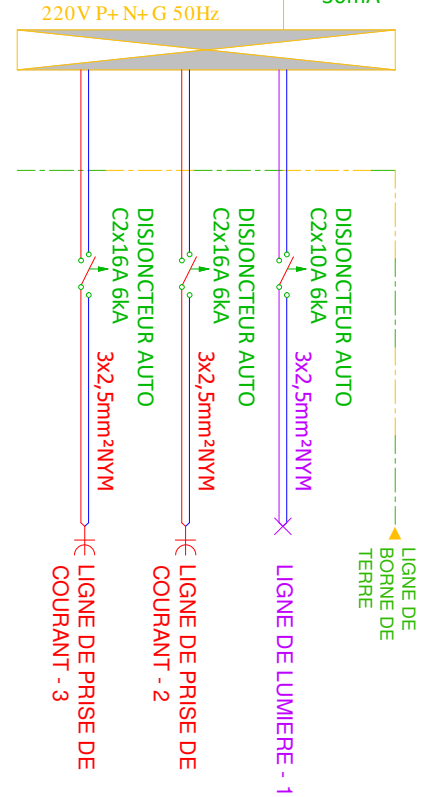 30mA
220V P+ N+ G 50Hz
DISJONCTEUR AUTO
C2x10A 6kA
3x2,5mm²NYM
LIGNE DE LUMIERE - 1
DISJONCTEUR AUTO
C2x16A 6kA
3x2,5mm²NYM
LIGNE DE PRISE DE
COURANT - 2
DISJONCTEUR AUTO
C2x16A 6kA
3x2,5mm²NYM
LIGNE DE PRISE DE
COURANT - 3
LIGNE DE
BORNE DE
TERRE